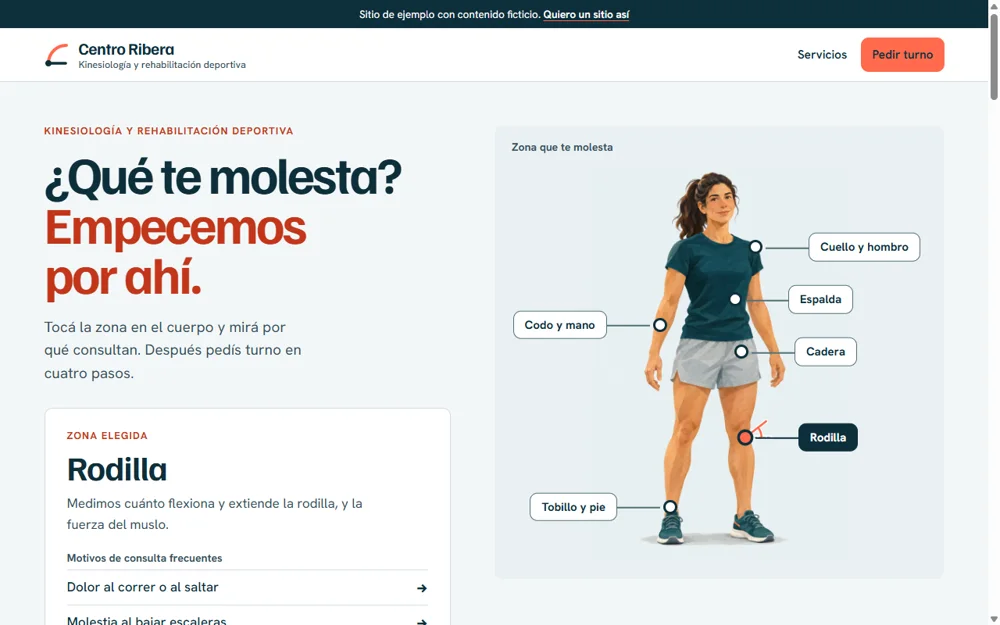 Sitio de ejemplo con contenido ficticio. Quiero un sitio así
Centro Ribera
Kinesiología y rehabilitación deportiva
Servicios
Pedir turno
KINESIOLOGÍA Y REHABILITACIÓN DEPORTIVA
¿Qué te molesta?
Empecemos
por ahí.
Tocá la zona en el cuerpo y mirá por
qué consultan. Después pedís turno en
cuatro pasos.
ZONA ELEGIDA
Rodilla
Medimos cuánto flexiona y extiende la rodilla, y la
fuerza del muslo.
Motivos de consulta frecuentes
Dolor al correr o al saltar
Molestia al bajar escaleras
Zona que te molesta
Cuello y hombro
Espalda
Codo y mano
Cadera
Rodilla
Tobillo y pie